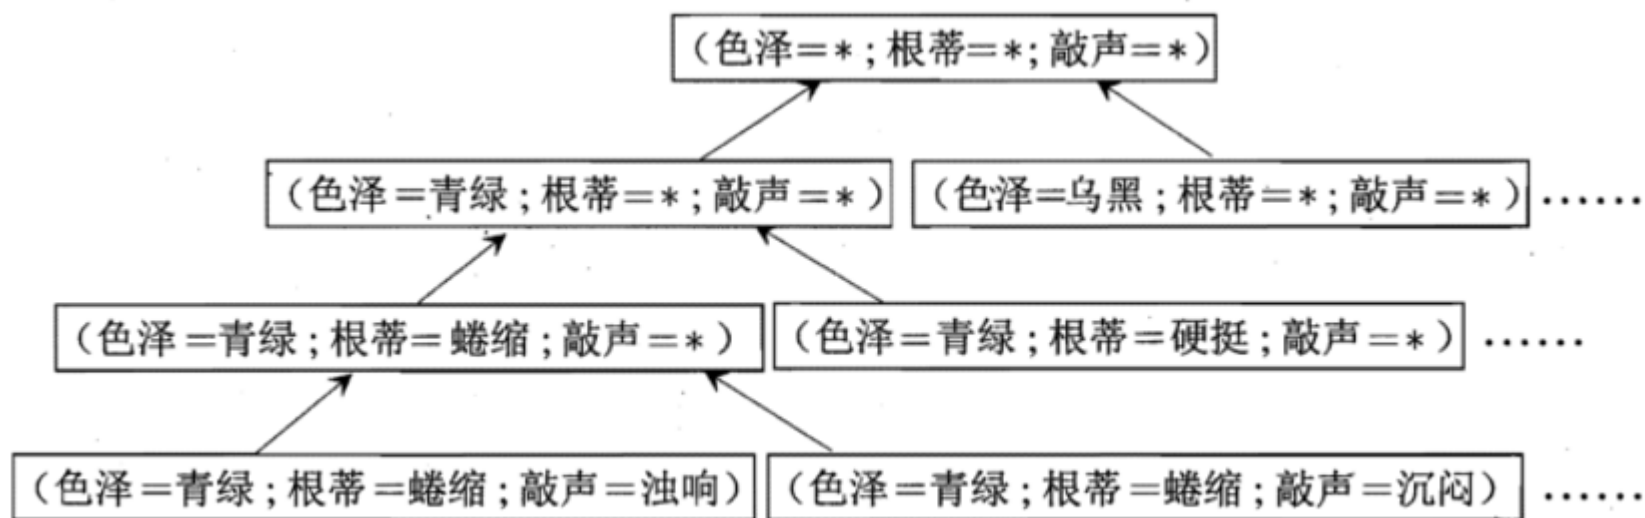 (色泽=*;根蒂=*;敲声=*)
(色泽=青绿;根蒂=*;敲声=*) (色泽=乌黑;根蒂=*;敲声=*) ……
(色泽=青绿;根蒂=蜷缩;敲声=*) (色泽=青绿;根蒂=硬挺;敲声=*) ……
(色泽=青绿;根蒂=蜷缩;敲声=浊响) (色泽=青绿;根蒂=蜷缩;敲声=沉闷) ……